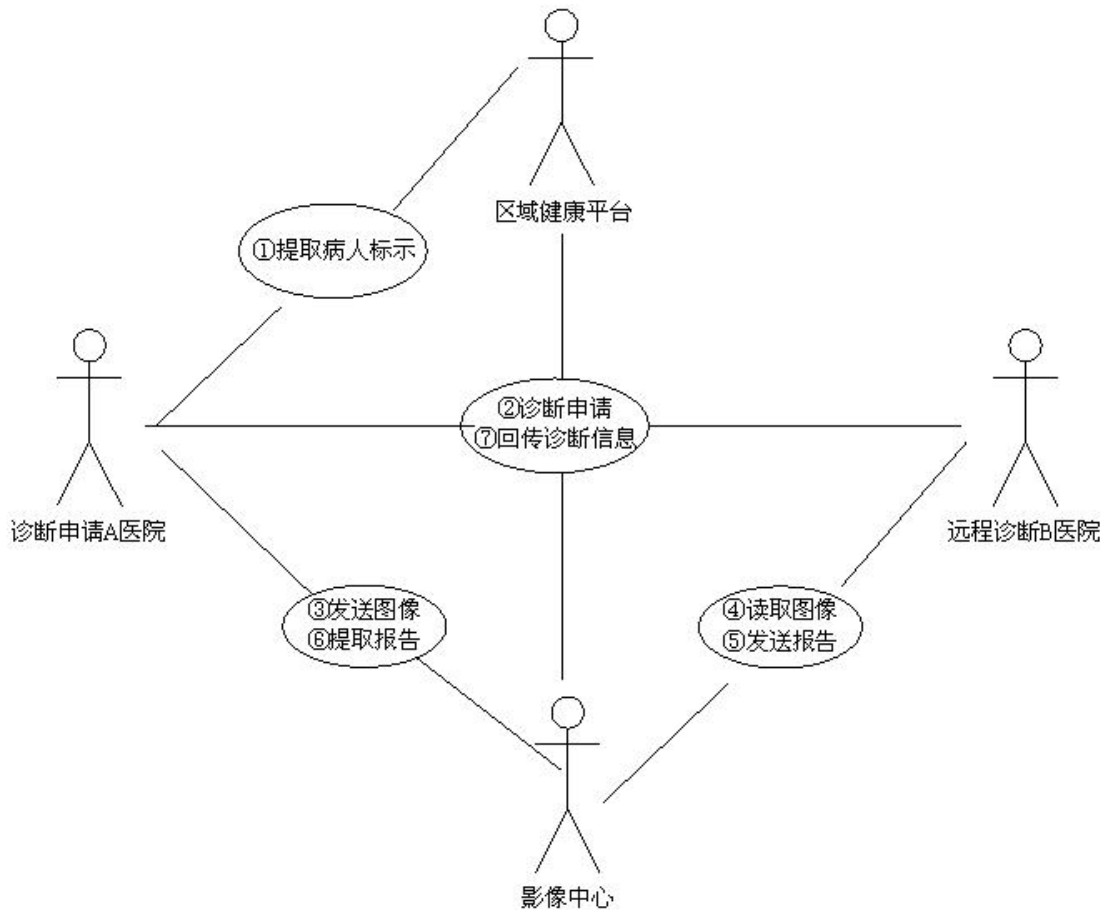 区域健康平台
①提取病人标示
②诊断申请
⑦回传诊断信息
诊断申请A医院
远程诊断B医院
③发送图像
⑥提取报告
④读取图像
⑤发送报告
影像中心